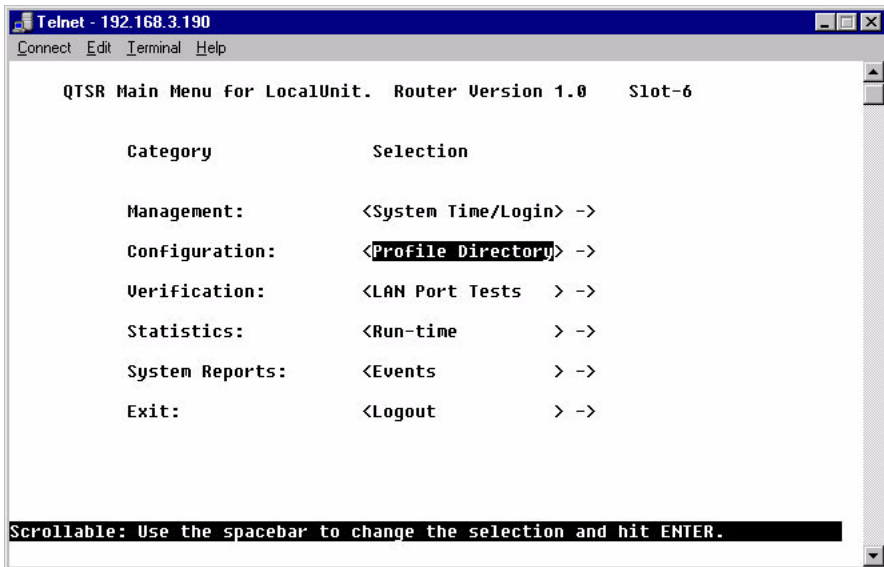 Telnet - 192.168.3.190
Connect Edit Terminal Help
QTSR Main Menu for LocalUnit. Router Version 1.0 Slot-6
Category Selection
Management: <System Time/Login> ->
Configuration: <Profile Directory> ->
Verification: <LAN Port Tests > ->
Statistics: <Run-time > ->
System Reports: <Events > ->
Exit: <Logout > ->
Scrollable: Use the spacebar to change the selection and hit ENTER.